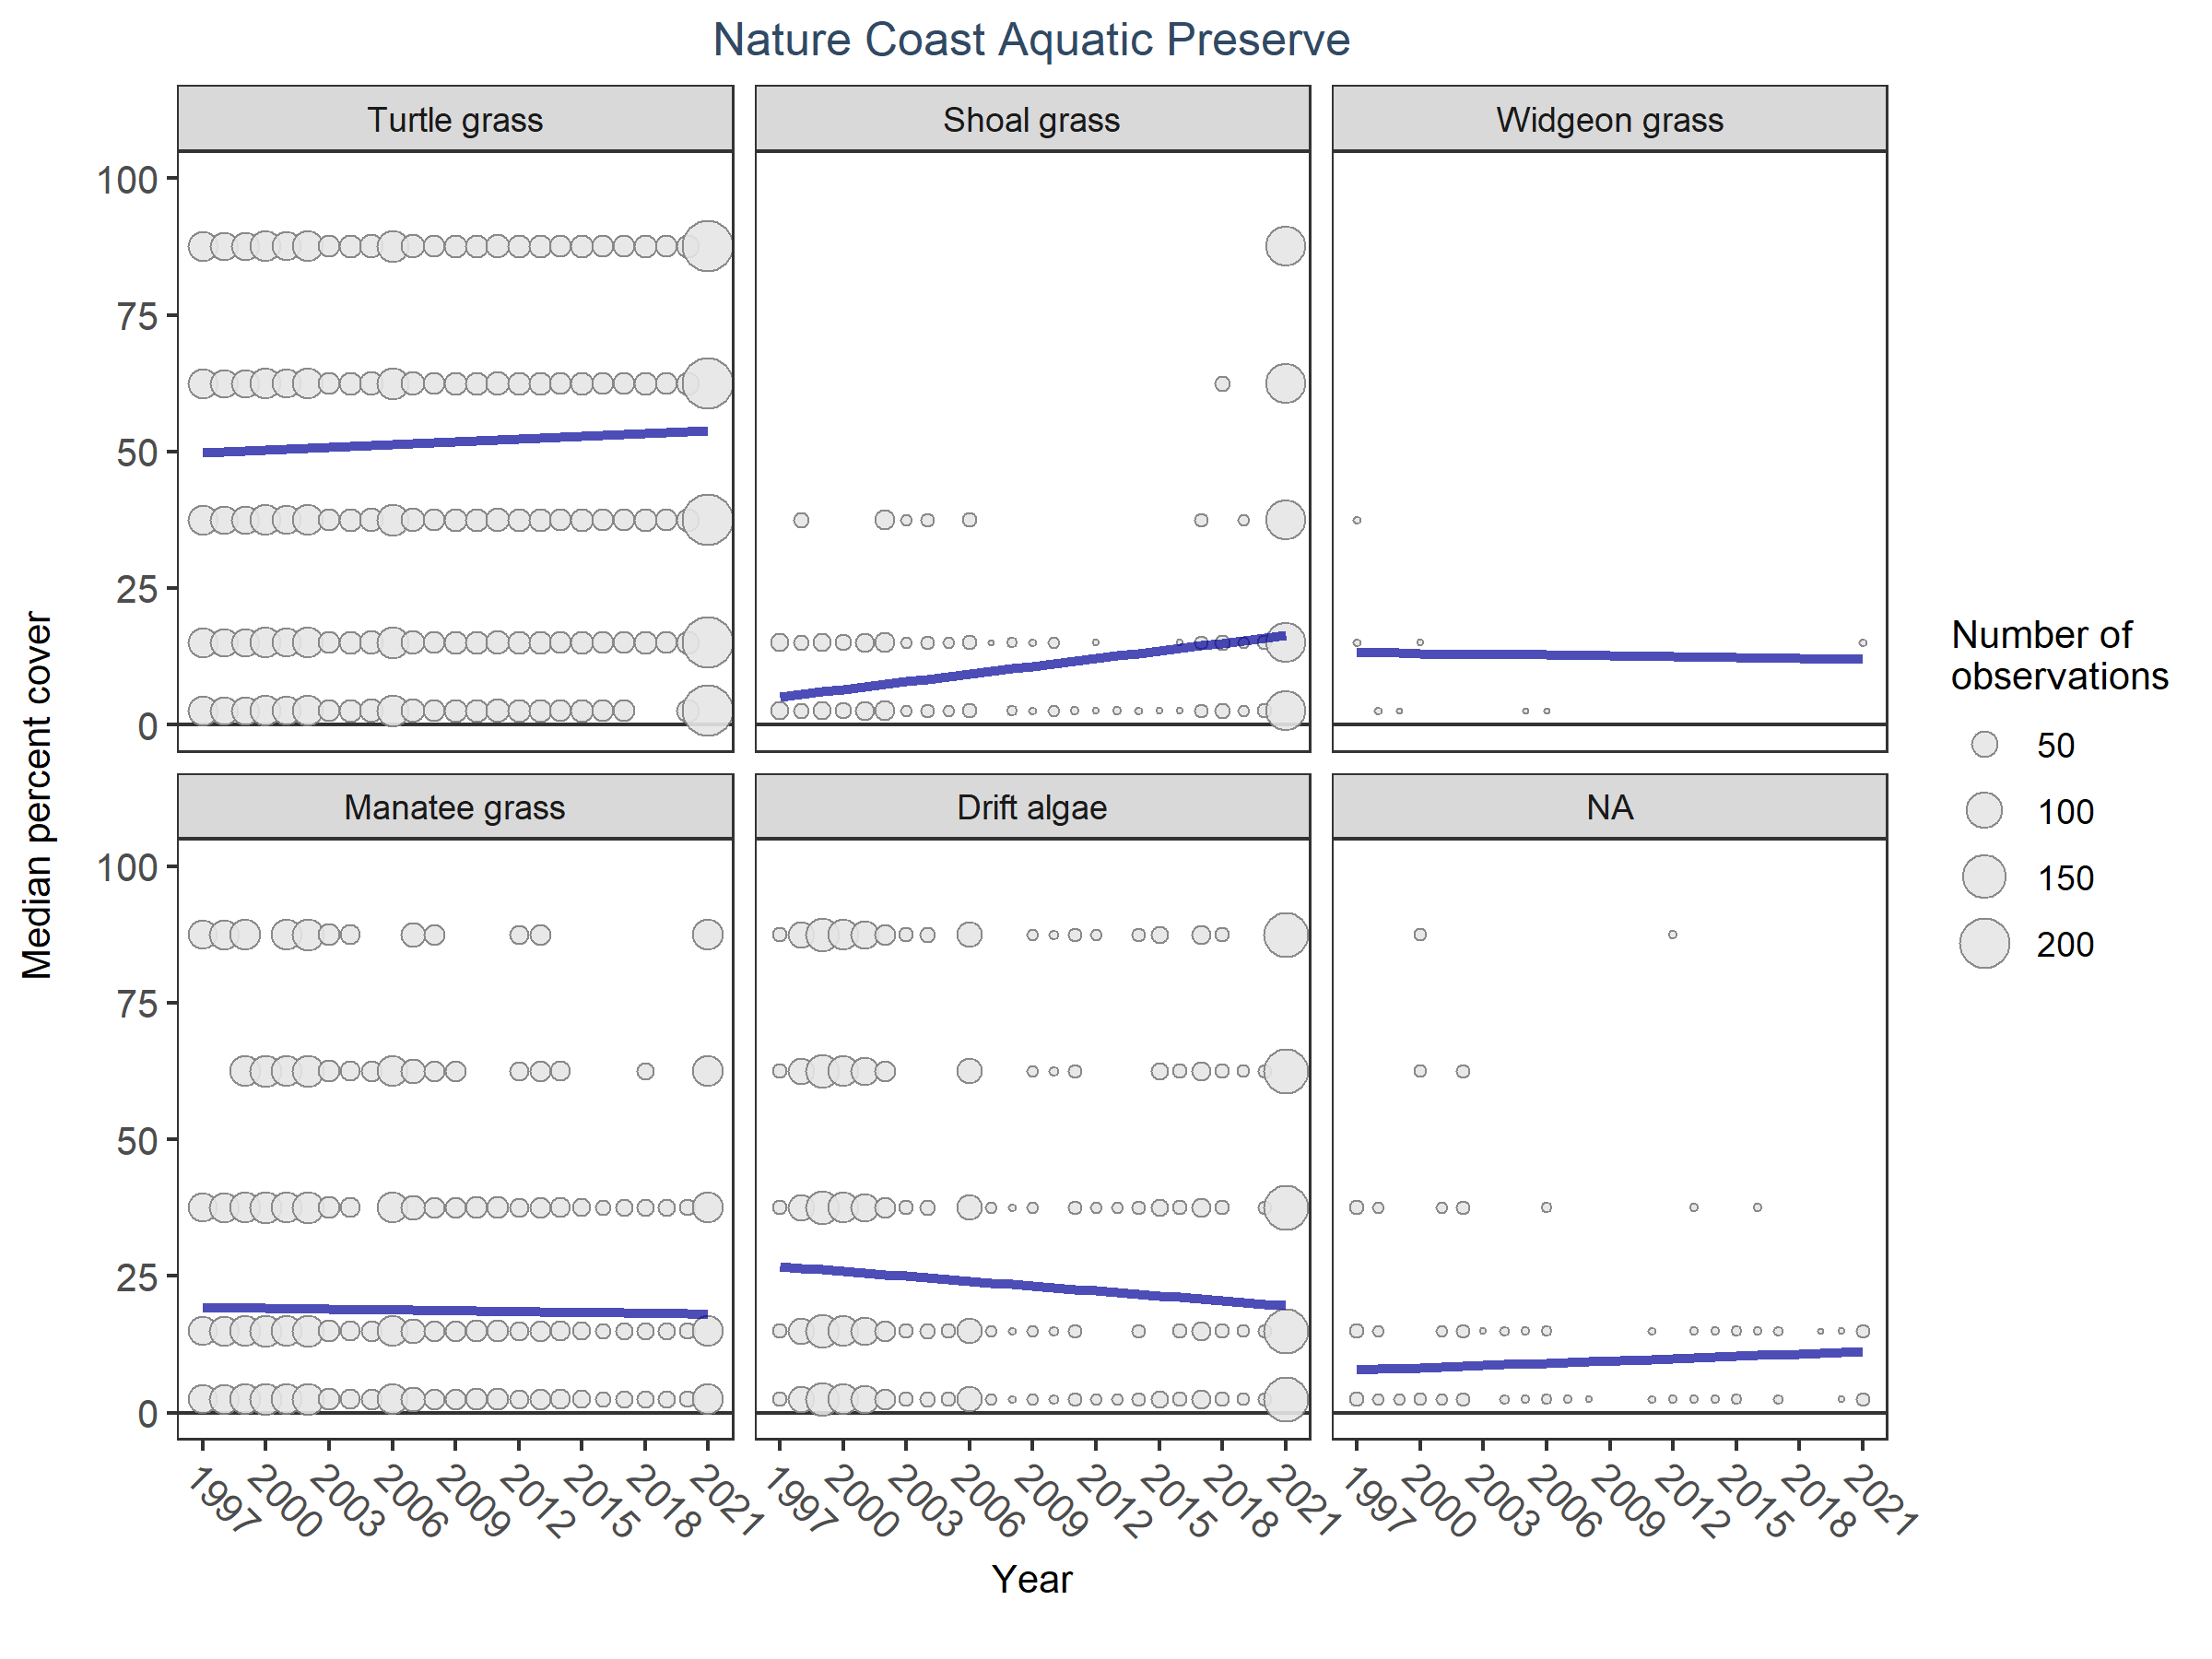 Nature Coast Aquatic Preserve
Turtle grass
Shoal grass
Widgeon grass
100
75
50
25
0
Manatee grass
Drift algae
NA
100
75
50
25
0
Median percent cover
1997 2000 2003 2006 2009 2012 2015 2018 2021
1997 2000 2003 2006 2009 2012 2015 2018 2021
1997 2000 2003 2006 2009 2012 2015 2018 2021
Year
Number of
observations
50
100
150
200